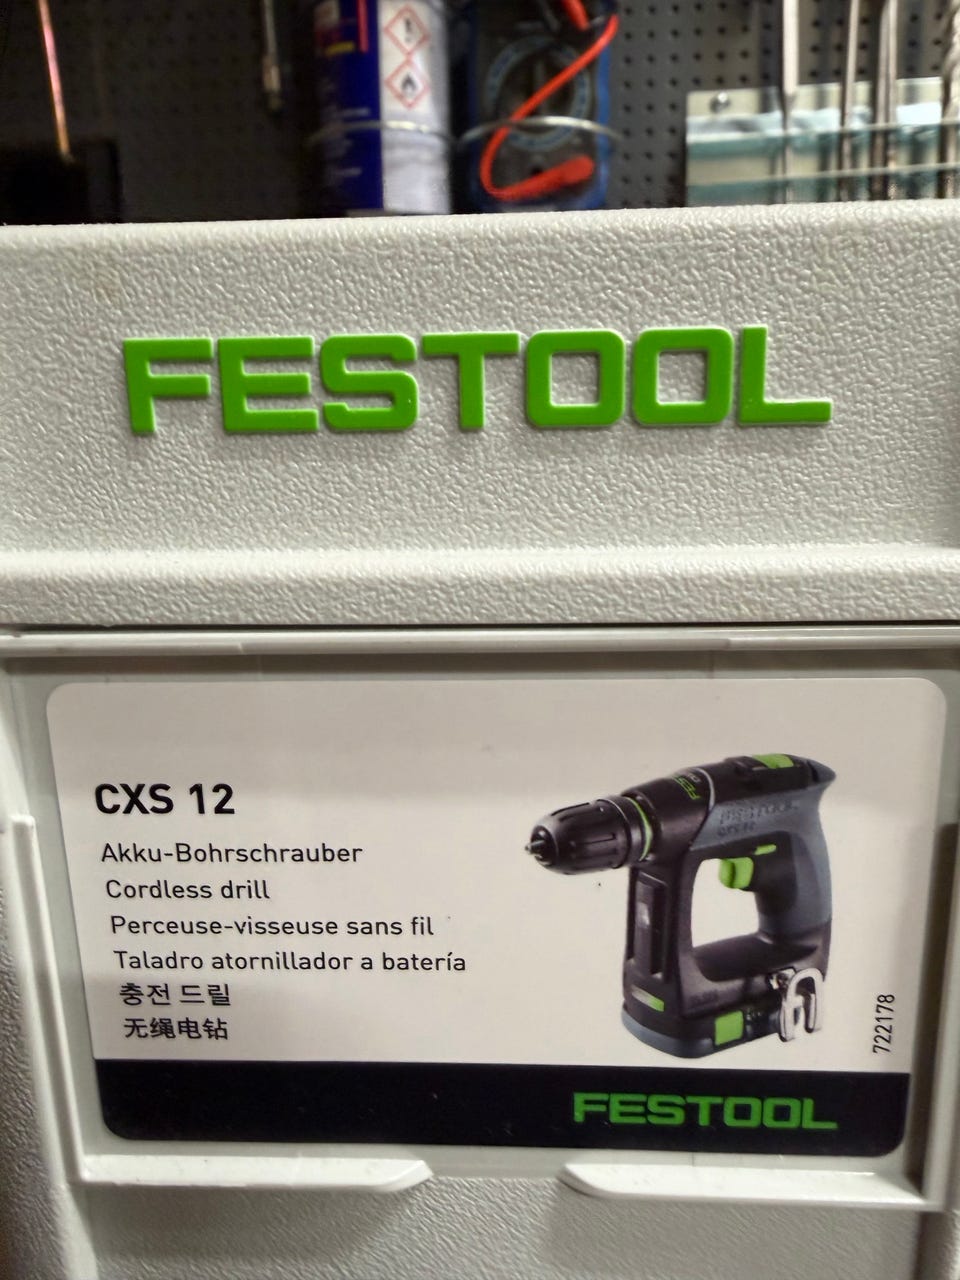 FESTOOL
CXS 12
Akku-Bohrschrauber
Cordless drill
Perceuse-visseuse sans fil
Taladro atornillador a batería
충전 드릴
无绳电钻
722178
FESTOOL